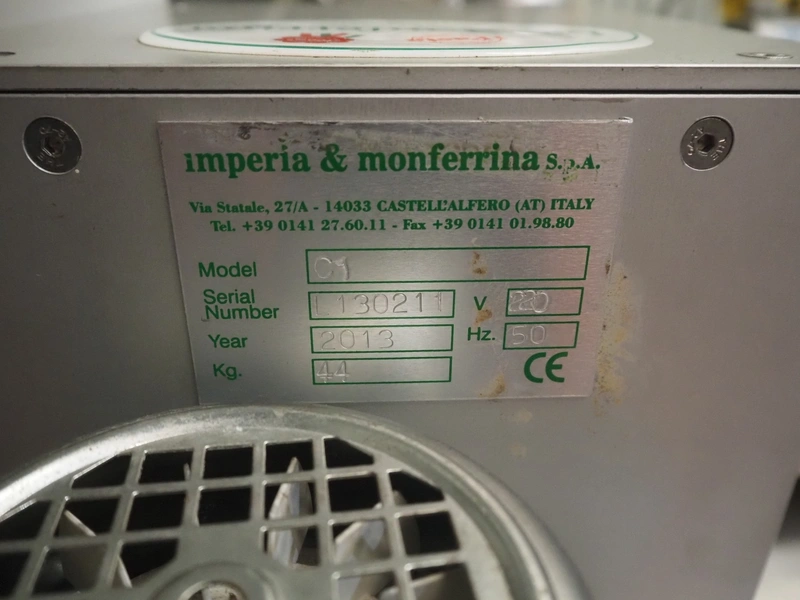 imperia & monferrina S.p.A.
Via Statale, 27/A - 14033 CASTELL'ALFERO (AT) ITALY
Tel. +39 0141 27.60.11 - Fax +39 0141 01.98.80
Model C1
Serial Number L130211 V 220
Year 2013 Hz. 50
Kg. 44 CE